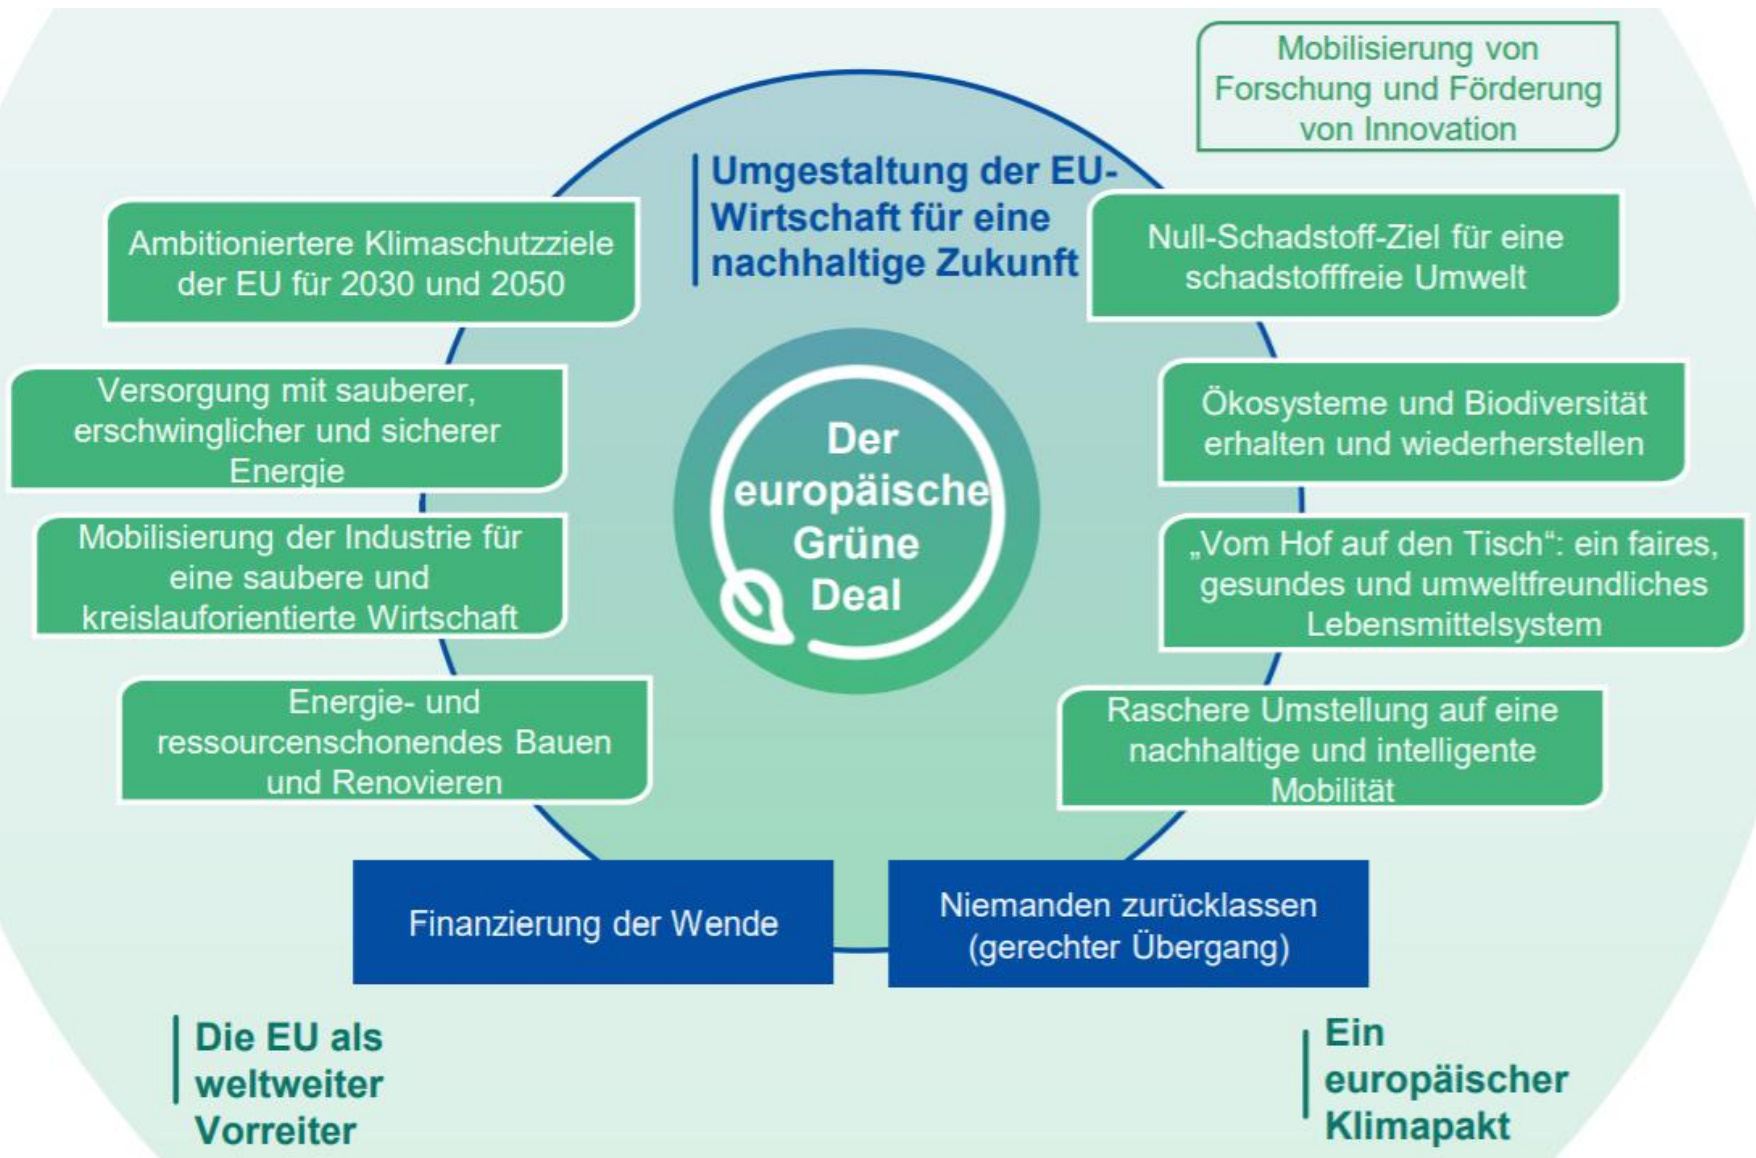 Mobilisierung von
Forschung und Förderung
von Innovation
Umgestaltung der EU-
Wirtschaft für eine
nachhaltige Zukunft
Ambitioniertere Klimaschutzziele
der EU für 2030 und 2050
Versorgung mit sauberer,
erschwinglicher und sicherer
Energie
Mobilisierung der Industrie für
eine saubere und
kreislauforientierte Wirtschaft
Energie- und
ressourcenschonendes Bauen
und Renovieren
Der
europäische
Grüne
Deal
Null-Schadstoff-Ziel für eine
schadstofffreie Umwelt
Ökosysteme und Biodiversität
erhalten und wiederherstellen
„Vom Hof auf den Tisch“: ein faires,
gesundes und umweltfreundliches
Lebensmittelsystem
Raschere Umstellung auf eine
nachhaltige und intelligente
Mobilität
Finanzierung der Wende
Niemanden zurücklassen
(gerechter Übergang)
Die EU als
weltweiter
Vorreiter
Ein
europäischer
Klimapakt